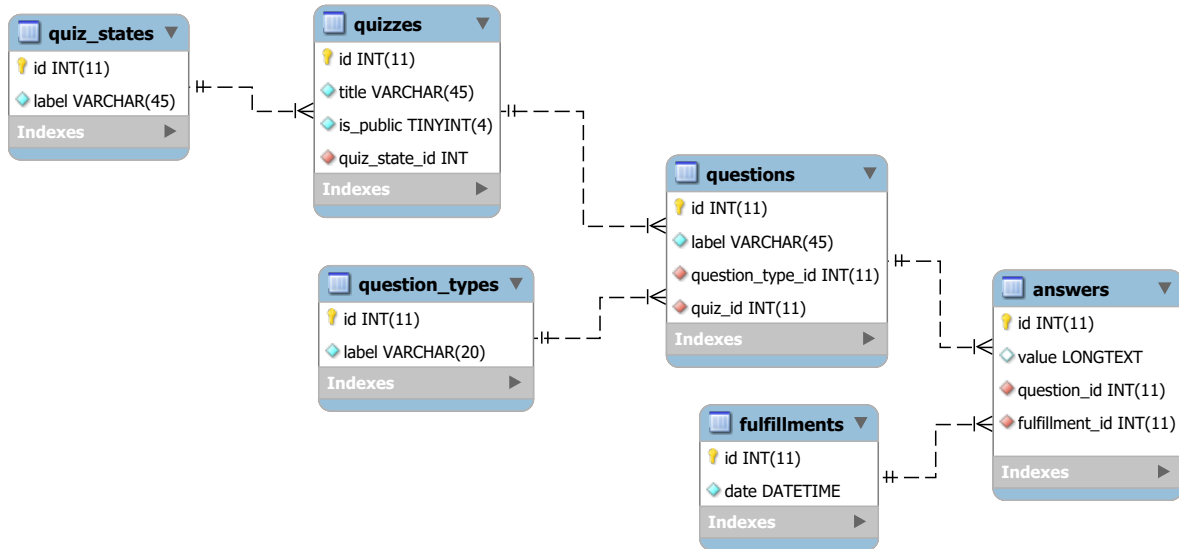 quiz_states
id INT(11)
label VARCHAR(45)
Indexes
quizzes
id INT(11)
title VARCHAR(45)
is_public TINYINT(4)
quiz_state_id INT
Indexes
question_types
id INT(11)
label VARCHAR(20)
Indexes
questions
id INT(11)
label VARCHAR(45)
question_type_id INT(11)
quiz_id INT(11)
Indexes
fulfillments
id INT(11)
date DATETIME
Indexes
answers
id INT(11)
value LONGTEXT
question_id INT(11)
fulfillment_id INT(11)
Indexes